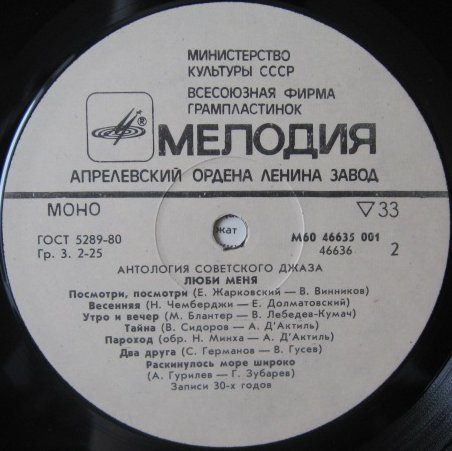 МИНИСТЕРСТВО
КУЛЬТУРЫ СССР
ВСЕСОЮЗНАЯ ФИРМА
ГРАМПЛАСТИНОК
®
МЕЛОДИЯ
АПРЕЛЕВСКИЙ ОРДЕНА ЛЕНИНА ЗАВОД
МОНО ▽33
жат
ГОСТ 5289-80 М60 46635 001
Гр. 3. 2-25 46636 2
АНТОЛОГИЯ СОВЕТСКОГО ДЖАЗА
ЛЮБИ МЕНЯ
Посмотри, посмотри (Е. Жарковский — В. Винников)
Весенняя (Н. Чемберджи — Е. Долматовский)
Утро и вечер (М. Блантер — В. Лебедев-Кумач)
Тайна (В. Сидоров — А. Д'Актиль)
Пароход (обр. Н. Минха — А. Д'Актиль)
Два друга (С. Германов — В. Гусев)
Раскинулось море широко
(А. Гурилев — Г. Зубарев)
Записи 30-х годов